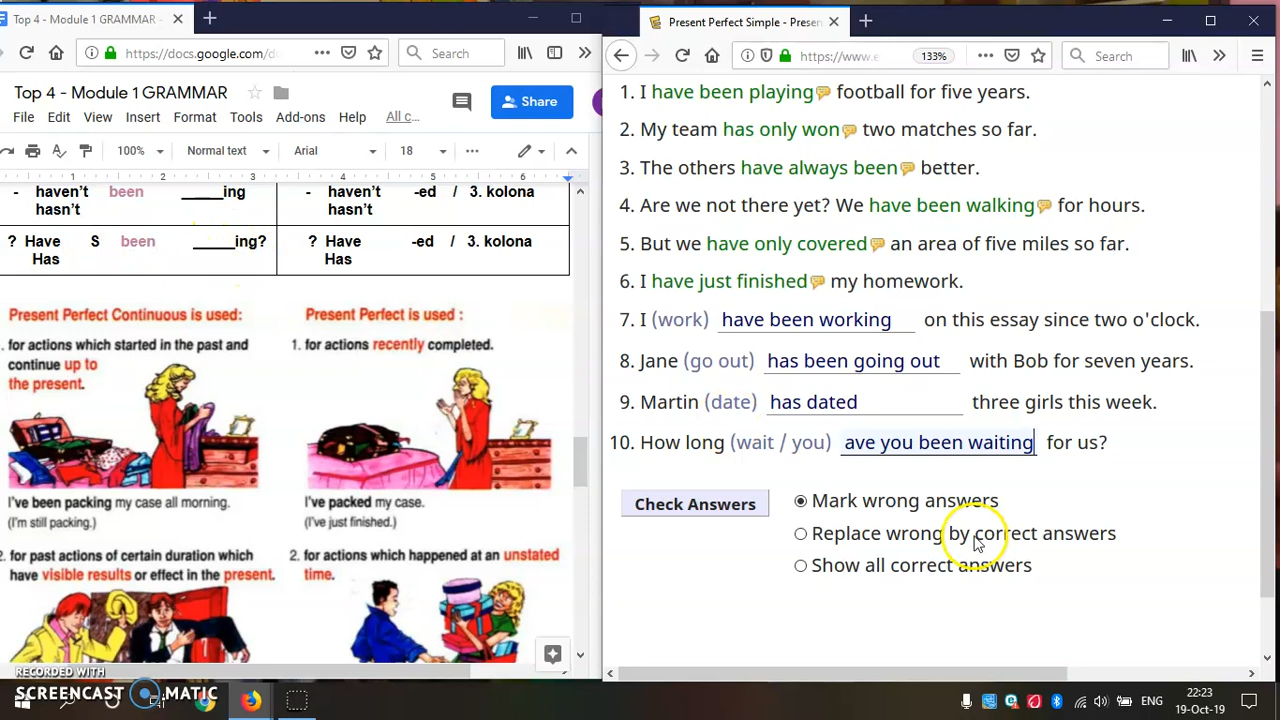 Top 4 - Module 1 GRAMMAR -
https://docs.google.com/d
Search
Top 4 - Module 1 GRAMMAR
Share
File Edit View Insert Format Tools Add-ons Help All c...
100% Normal text Arial 18
1 2 3 4 5 6
- haven't been _____ing
hasn't
- haven't -ed / 3. kolona
hasn't
? Have S been _____ing?
Has
? Have -ed / 3. kolona
Has
Present Perfect Continuous is used:
. for actions which started in the past and
continue up to
the present.
I've been packing my case all morning.
(I'm still packing.)
2. for past actions of certain duration which
have visible results or effect in the present.
Present Perfect is used :
1. for actions recently completed.
I've packed my case.
(I've just finished.)
2. for actions which happened at an unstated
time.
Present Perfect Simple - Presen
https://www.e
133%
Search
1. I have been playing football for five years.
2. My team has only won two matches so far.
3. The others have always been better.
4. Are we not there yet? We have been walking for hours.
5. But we have only covered an area of five miles so far.
6. I have just finished my homework.
7. I (work) have been working on this essay since two o'clock.
8. Jane (go out) has been going out with Bob for seven years.
9. Martin (date) has dated three girls this week.
10. How long (wait / you) ave you been waiting for us?
Check Answers
Mark wrong answers
Replace wrong by correct answers
Show all correct answers
RECORDED WITH
SCREENCAST MATIC
ENG
22:23
19-Oct-19